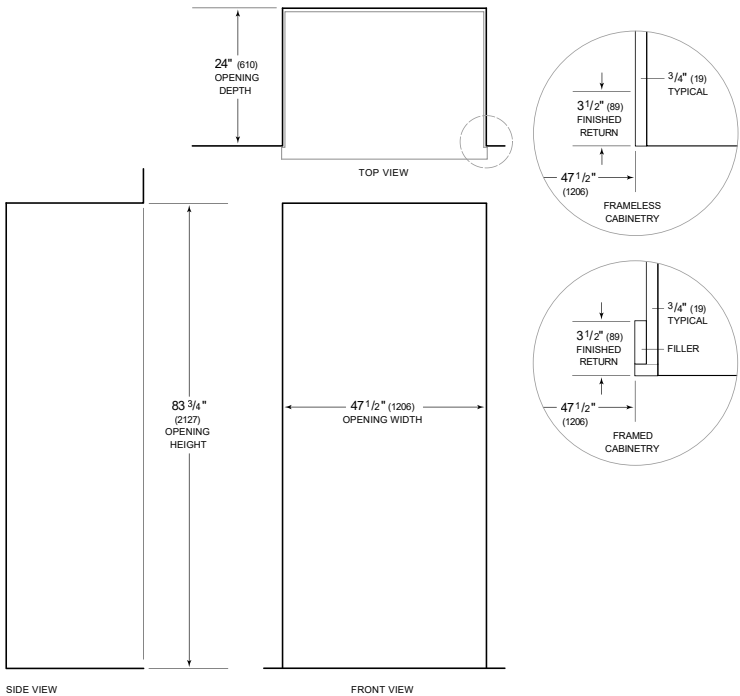 24" (610)
OPENING
DEPTH
TOP VIEW
3/4" (19)
TYPICAL
3 1/2" (89)
FINISHED
RETURN
47 1/2"
(1206)
FRAMELESS
CABINETRY
3/4" (19)
TYPICAL
3 1/2" (89)
FINISHED
RETURN
FILLER
47 1/2"
(1206)
FRAMED
CABINETRY
83 3/4"
(2127)
OPENING
HEIGHT
47 1/2" (1206)
OPENING WIDTH
SIDE VIEW
FRONT VIEW